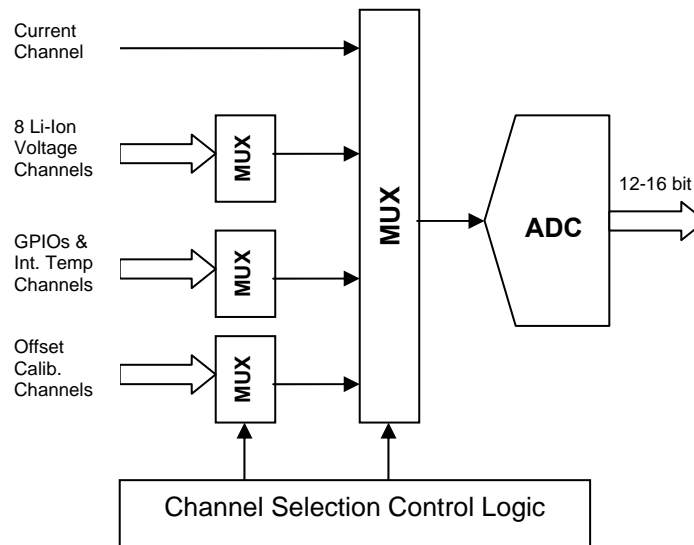 Current
Channel
8 Li-Ion
Voltage
Channels
MUX
GPIOs &
Int. Temp
Channels
MUX
Offset
Calib.
Channels
MUX
MUX
ADC
12-16 bit
Channel Selection Control Logic